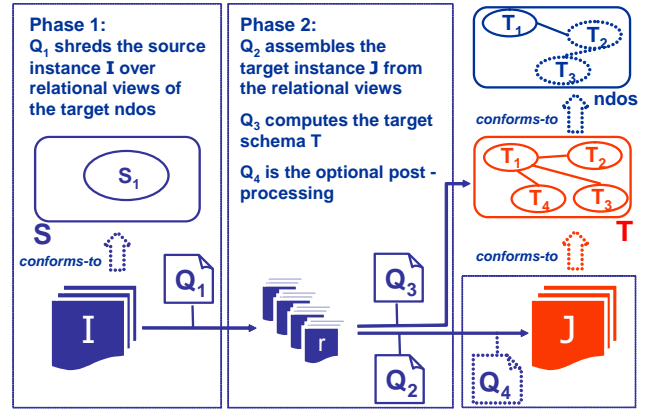 Phase 1:
Q1 shreds the source
instance I over
relational views of
the target ndos
S1
S
conforms-to
I
Q1
Phase 2:
Q2 assembles the
target instance J from
the relational views
Q3 computes the target
schema T
Q4 is the optional post -
processing
r
Q3
Q2
T1
T2
T3
ndos
conforms-to
T1
T2
T4
T3
T
conforms-to
J
Q4